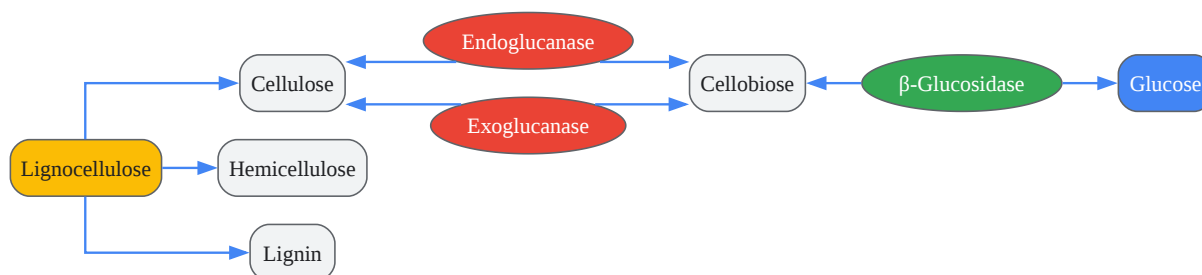 Endoglucanase
Cellulose
Cellobiose
β-Glucosidase
Glucose
Exoglucanase
Lignocellulose
Hemicellulose
Lignin